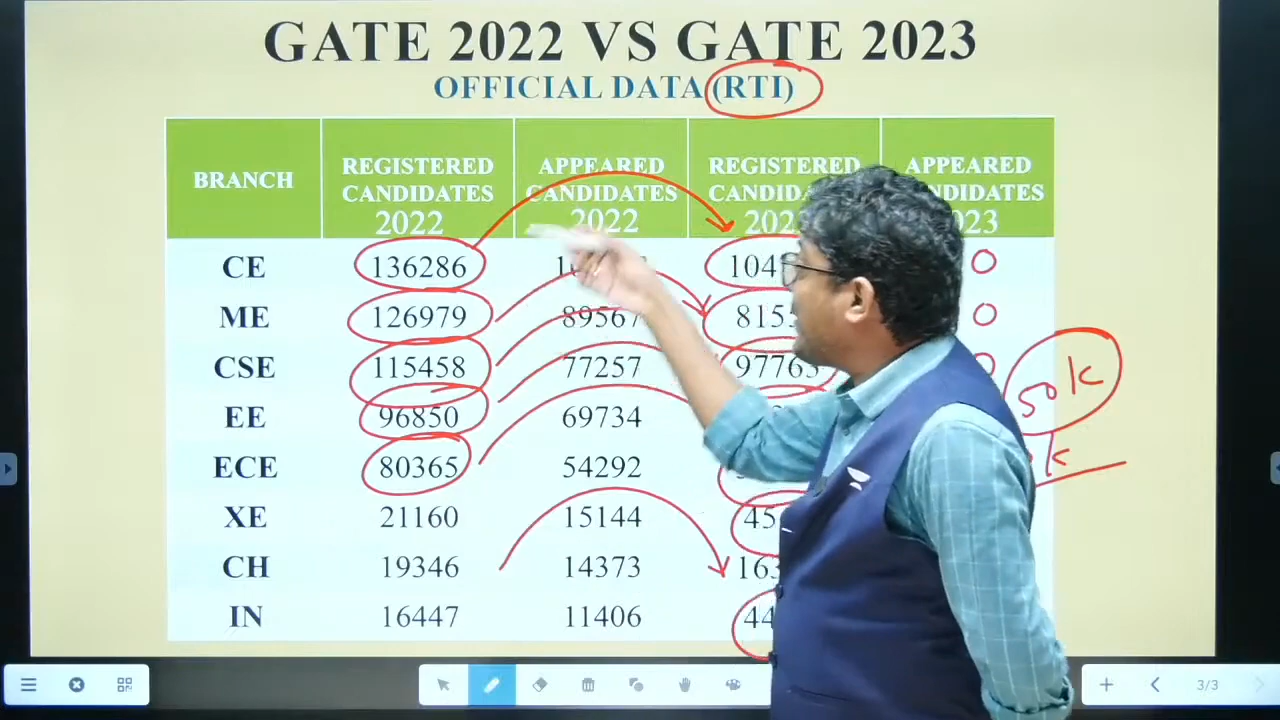 GATE 2022 VS GATE 2023
OFFICIAL DATA (RTI)
BRANCH REGISTERED CANDIDATES 2022 APPEARED CANDIDATES 2022 REGISTERED APPEARED
CE 136286
ME 126979 89567
CSE 115458 77257 97765
EE 96850 69734
ECE 80365 54292
XE 21160 15144
CH 19346 14373
IN 16447 11406
50k
3/3